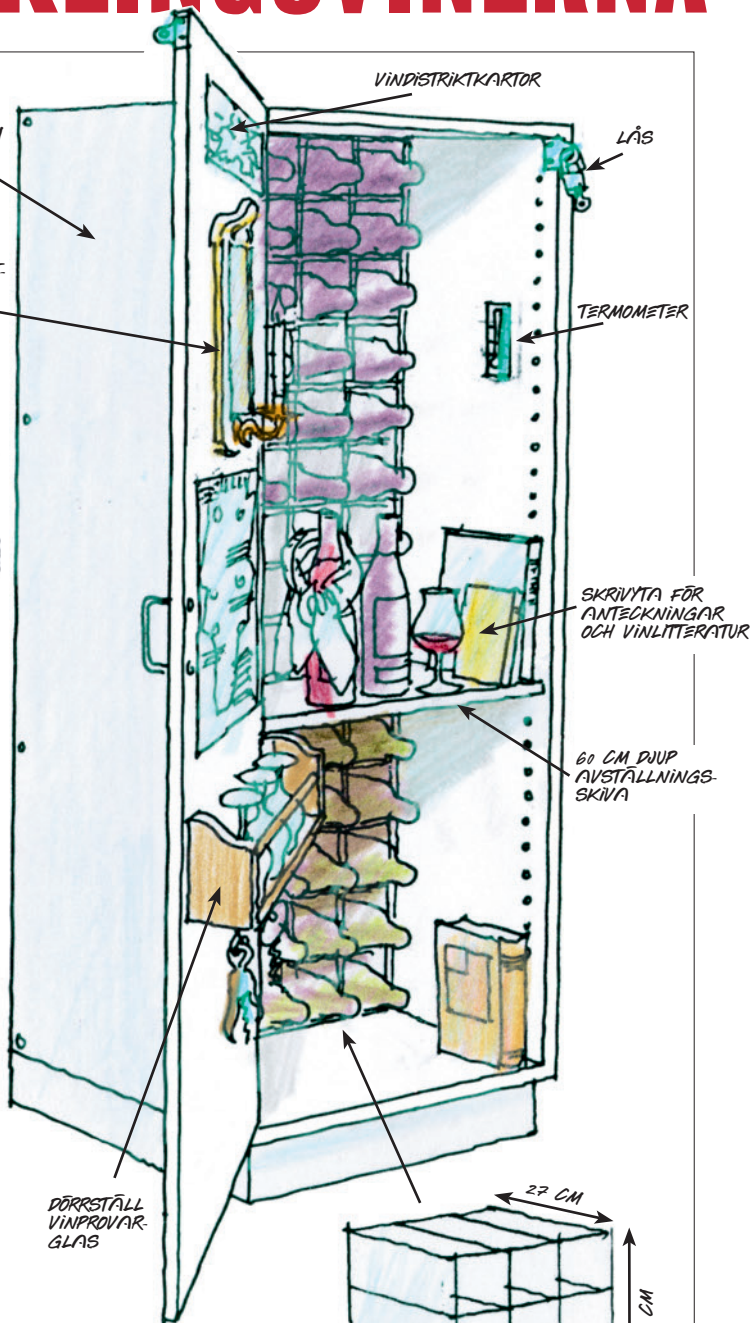 VINDISTRIKTKARTOR
LÅS
TERMOMETER
SKRIVYTA FÖR
ANTECKNINGAR
OCH VINLITTERATUR
60 CM DJUP
AVSTÄLLNINGS-
SKIVA
DÖRRSTÄLL
VINPROVAR-
GLAS
27 CM
CM